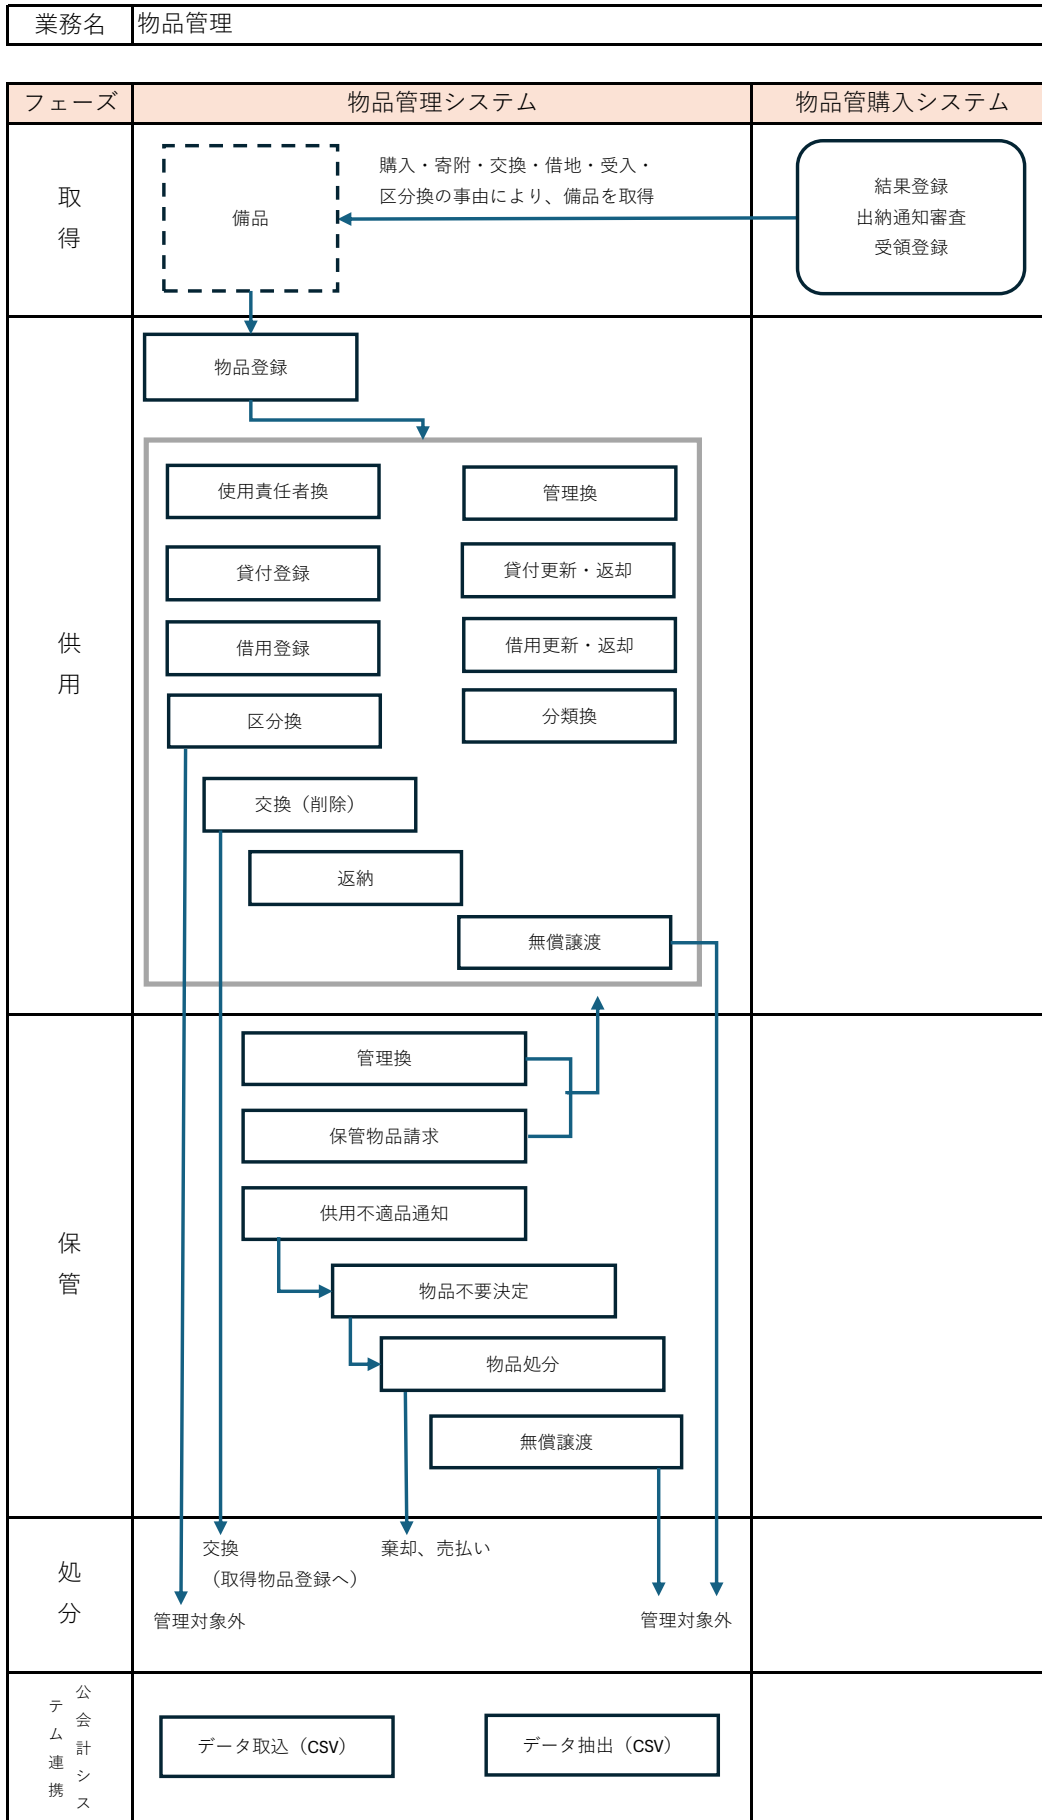 業務名
物品管理
フェーズ
物品管理システム
物品管購入システム
取得
備品
購入・寄附・交換・借地・受入・
区分換の事由により、備品を取得
結果登録
出納通知審査
受領登録
供用
物品登録
使用責任者換
管理換
貸付登録
貸付更新・返却
借用登録
借用更新・返却
区分換
分類換
交換（削除）
返納
無償譲渡
保管
管理換
保管物品請求
供用不適品通知
物品不要決定
物品処分
無償譲渡
処分
交換
（取得物品登録へ）
棄却、売払い
管理対象外
管理対象外
公会計シス
テム連携
データ取込（CSV）
データ抽出（CSV）